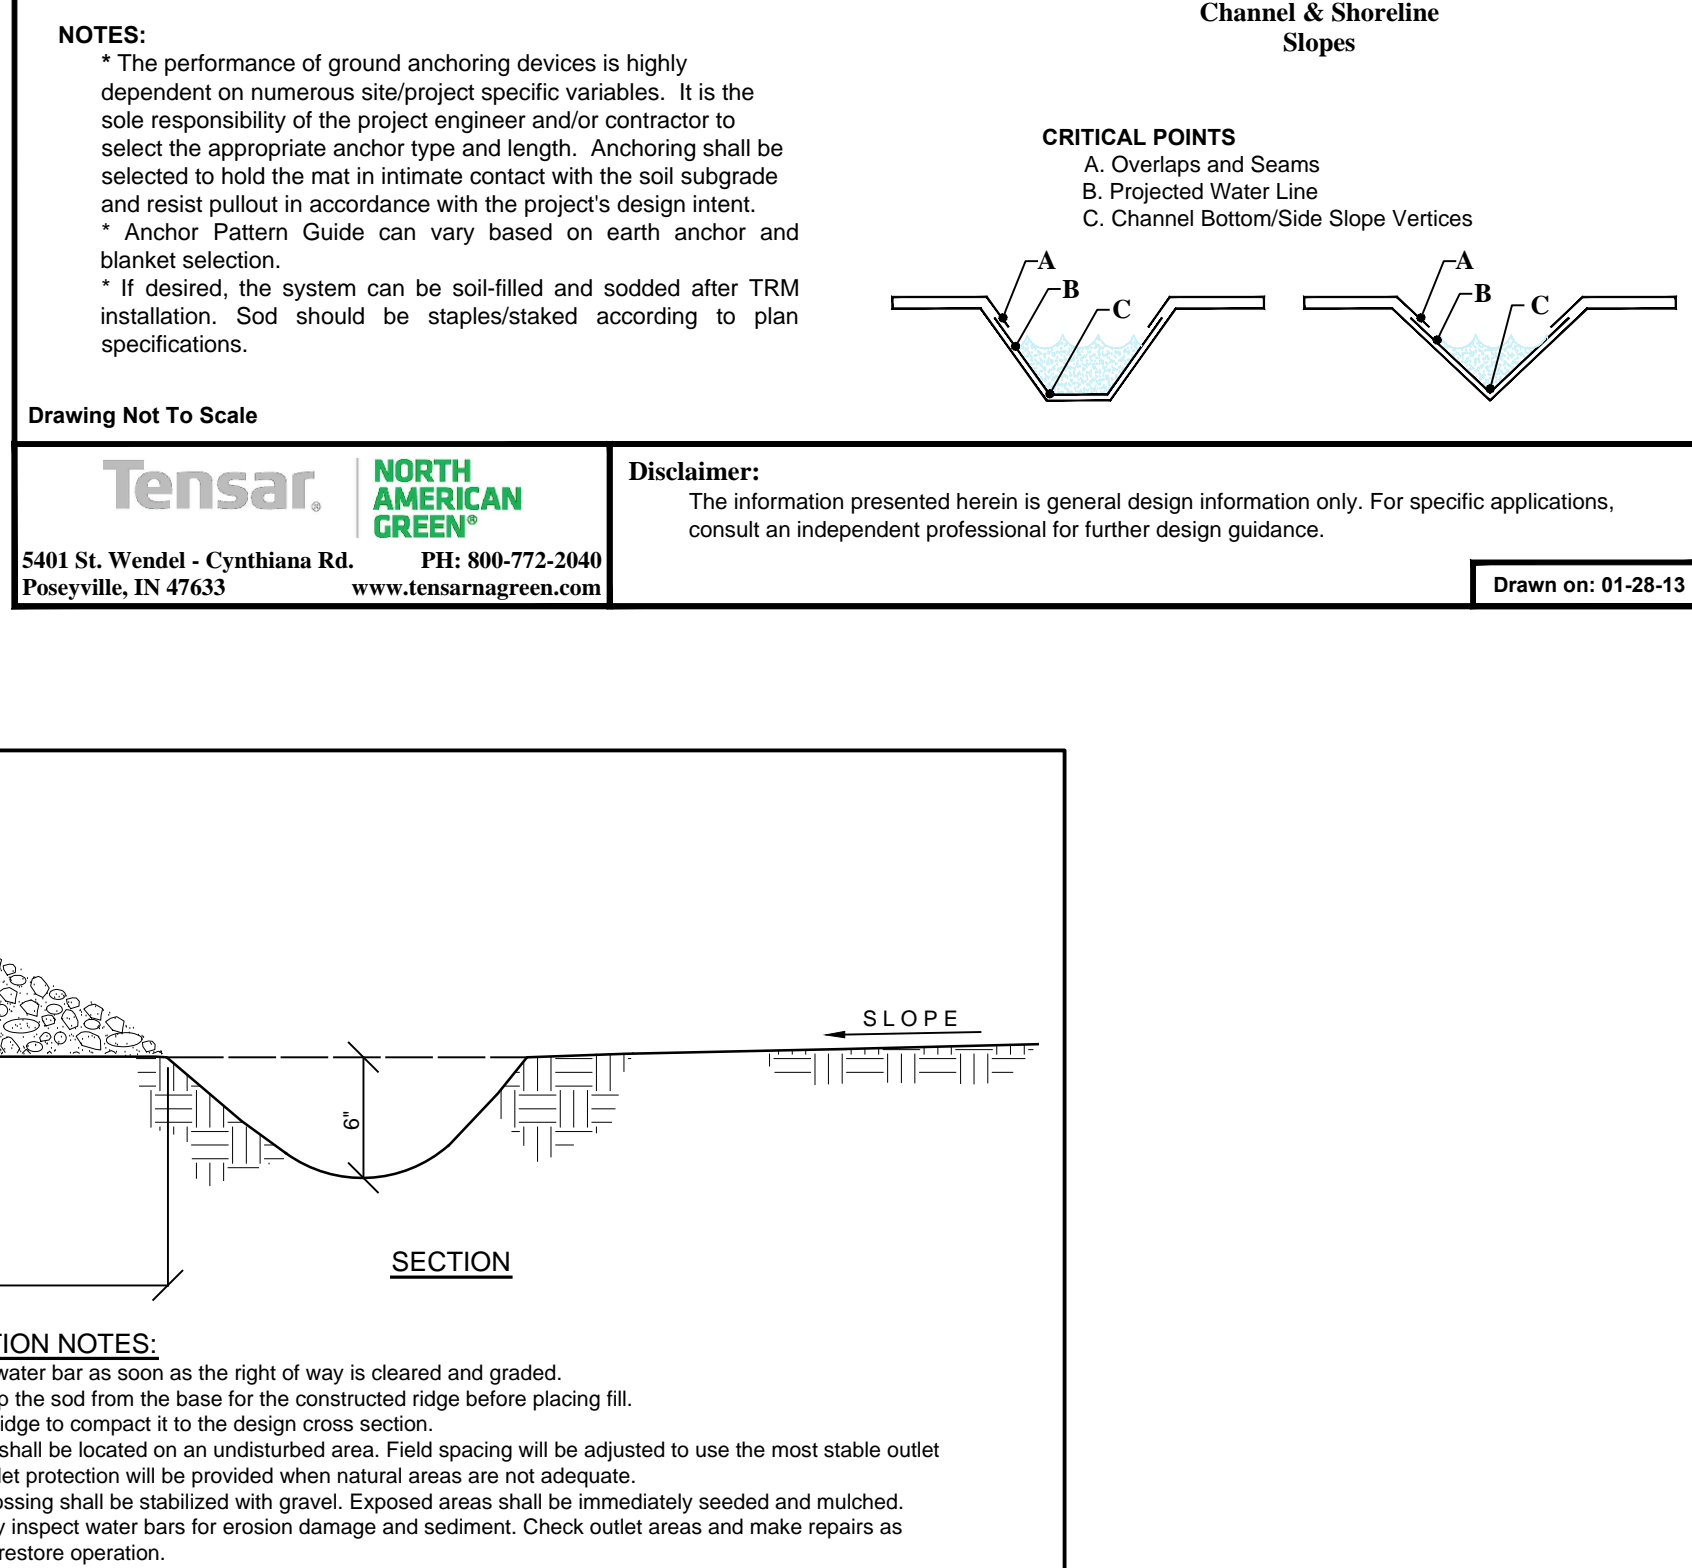 Channel & Shoreline
Slopes
NOTES:
* The performance of ground anchoring devices is highly
dependent on numerous site/project specific variables. It is the
sole responsibility of the project engineer and/or contractor to
select the appropriate anchor type and length. Anchoring shall be
selected to hold the mat in intimate contact with the soil subgrade
and resist pullout in accordance with the project's design intent.
* Anchor Pattern Guide can vary based on earth anchor and
blanket selection.
* If desired, the system can be soil-filled and sodded after TRM
installation. Sod should be staples/staked according to plan
specifications.
Drawing Not To Scale
CRITICAL POINTS
A. Overlaps and Seams
B. Projected Water Line
C. Channel Bottom/Side Slope Vertices
A
B
C
A
B
C
Tensar®
NORTH
AMERICAN
GREEN®
5401 St. Wendel - Cynthiana Rd. PH: 800-772-2040
Poseyville, IN 47633 www.tensarnagreen.com
Disclaimer:
The information presented herein is general design information only. For specific applications,
consult an independent professional for further design guidance.
Drawn on: 01-28-13
SLOPE
6"
SECTION
TION NOTES:
water bar as soon as the right of way is cleared and graded.
p the sod from the base for the constructed ridge before placing fill.
idge to compact it to the design cross section.
shall be located on an undisturbed area. Field spacing will be adjusted to use the most stable outlet
let protection will be provided when natural areas are not adequate.
ossing shall be stabilized with gravel. Exposed areas shall be immediately seeded and mulched.
y inspect water bars for erosion damage and sediment. Check outlet areas and make repairs as
restore operation.